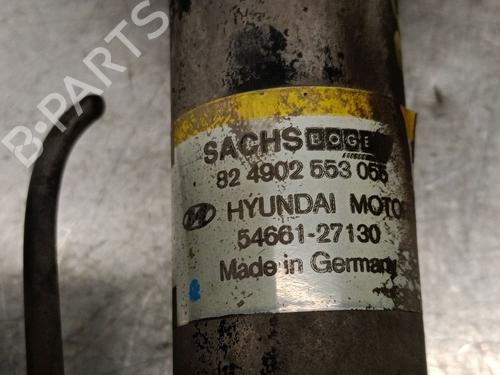 B-PARTS
SACHS BOGE
82 4902 553 055
HYUNDAI MOTOR
54661-27130
Made in Germany